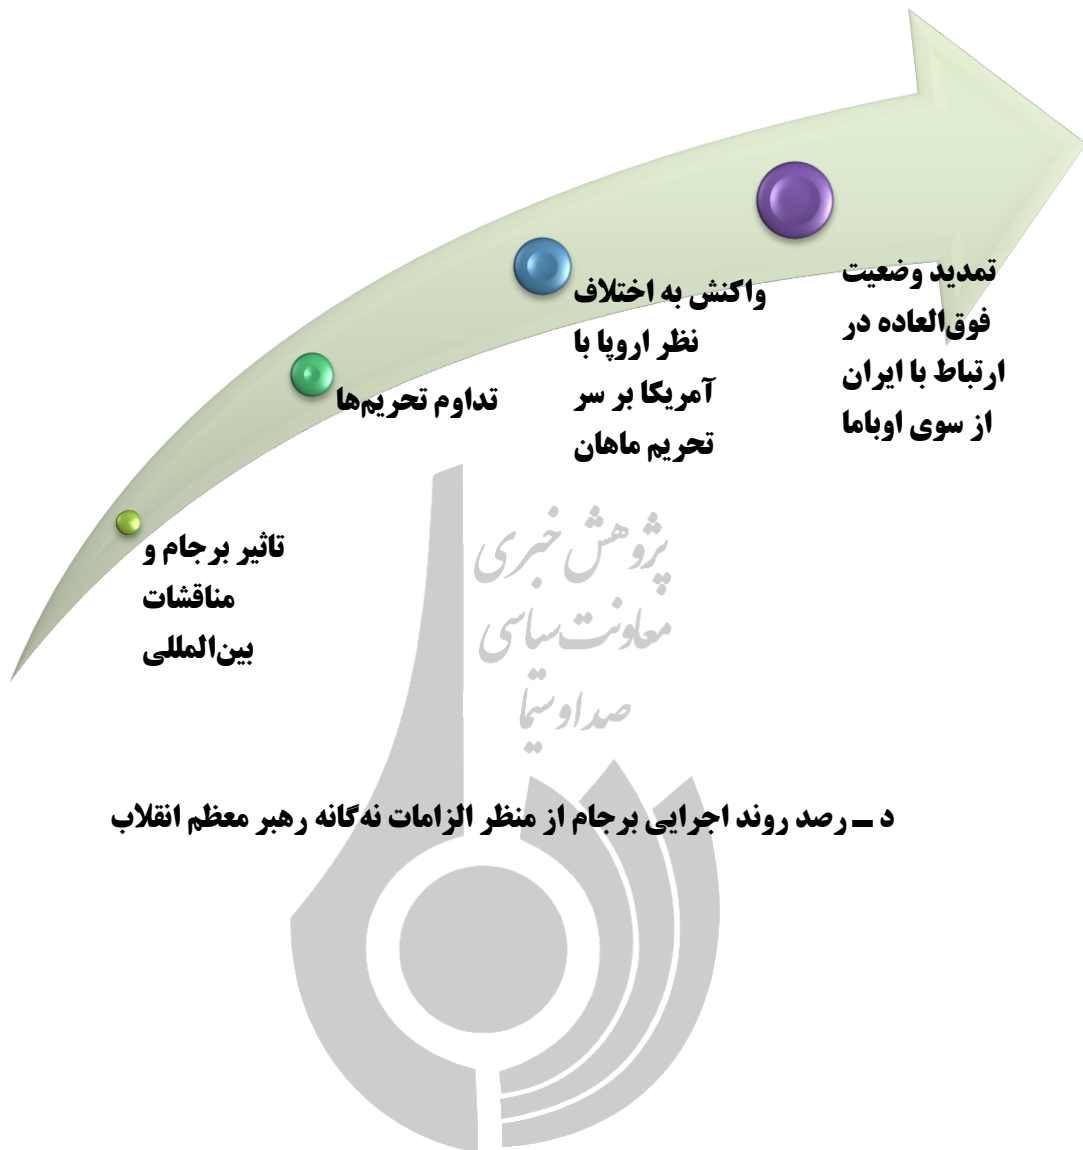 تمدید وضعیت
فوق‌العاده در
ارتباط با ایران
از سوی اوباما
واکنش به اختلاف
نظر اروپا با
آمریکا بر سر
تحریم ماهان
تداوم تحریم‌ها
تاثیر برجام و
مناقشات
بین‌المللی
پژوهش خبری
معاونت سیاسی
صدا و سیما
د – رصد روند اجرایی برجام از منظر الزامات نه‌گانه رهبر معظم انقلاب